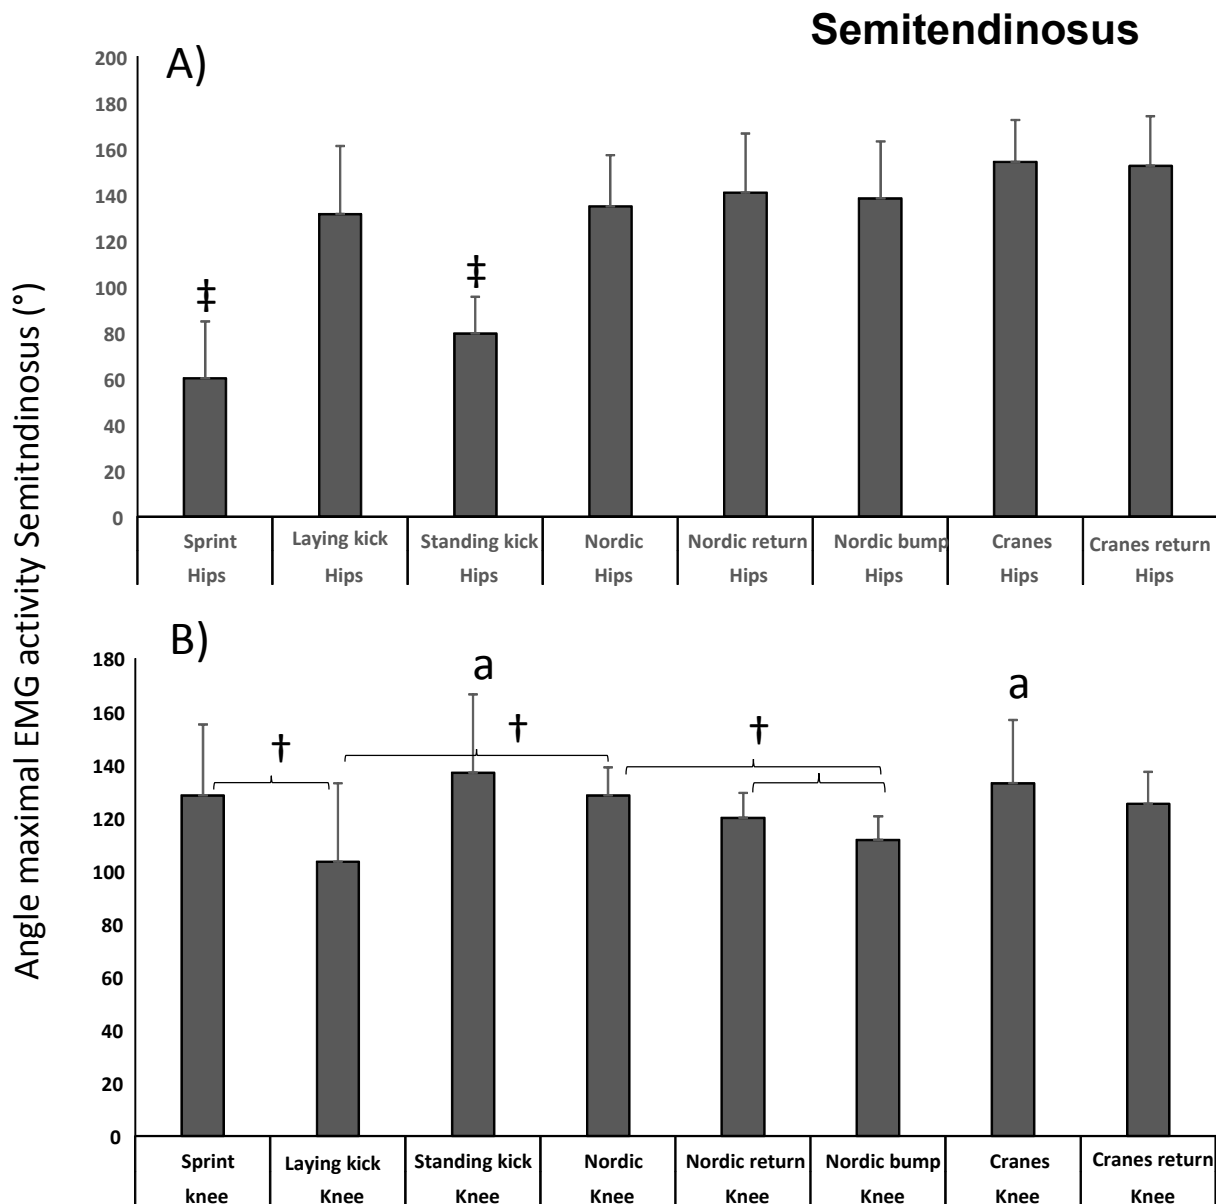 Semitendinosus
Angle maximal EMG activity Semitndinosus (°)
A)
200
180
160
140
120
100
80
60
40
20
0
‡
‡
Sprint Laying kick Standing kick Nordic Nordic return Nordic bump Cranes Cranes return
Hips Hips Hips Hips Hips Hips Hips Hips
B)
180
160
140
120
100
80
60
40
20
0
† a † † a
Sprint Laying kick Standing kick Nordic Nordic return Nordic bump Cranes Cranes return
knee Knee Knee Knee Knee Knee Knee Knee